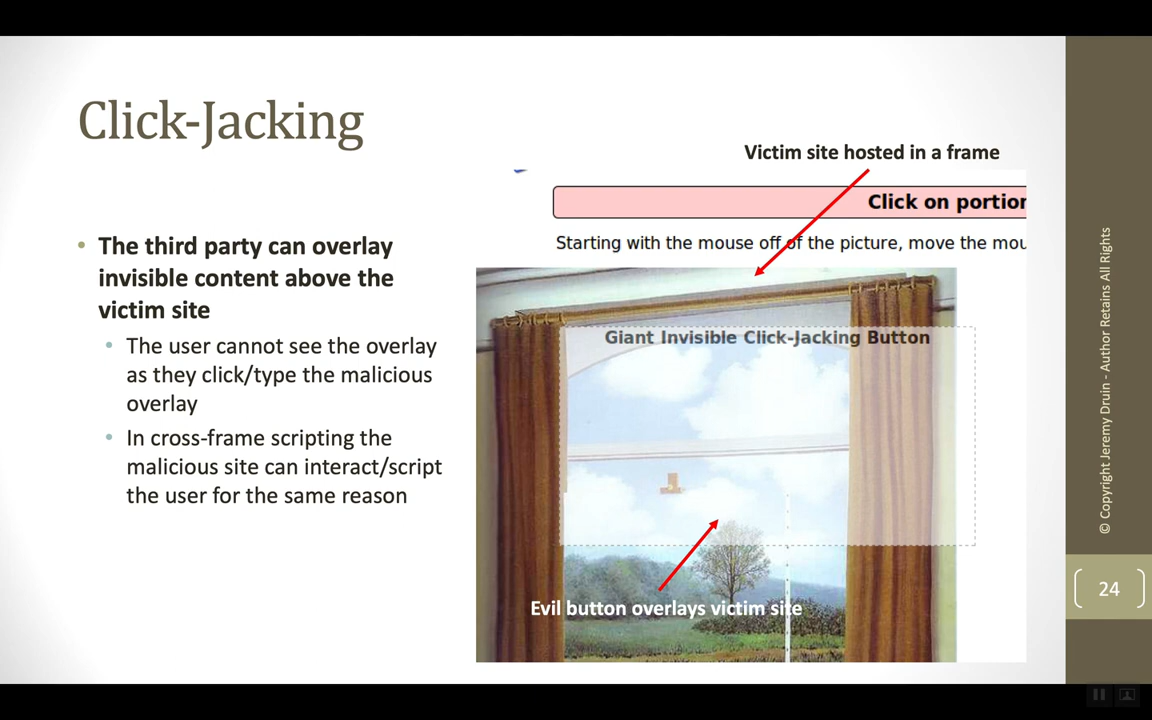 Click-Jacking
The third party can overlay
invisible content above the
victim site
The user cannot see the overlay
as they click/type the malicious
overlay
In cross-frame scripting the
malicious site can interact/script
the user for the same reason
Victim site hosted in a frame
Click on portion
Starting with the mouse off of the picture, move the mou
Giant Invisible Click-Jacking Button
Evil button overlays victim site
© Copyright Jeremy Druin - Author Retains All Rights
24